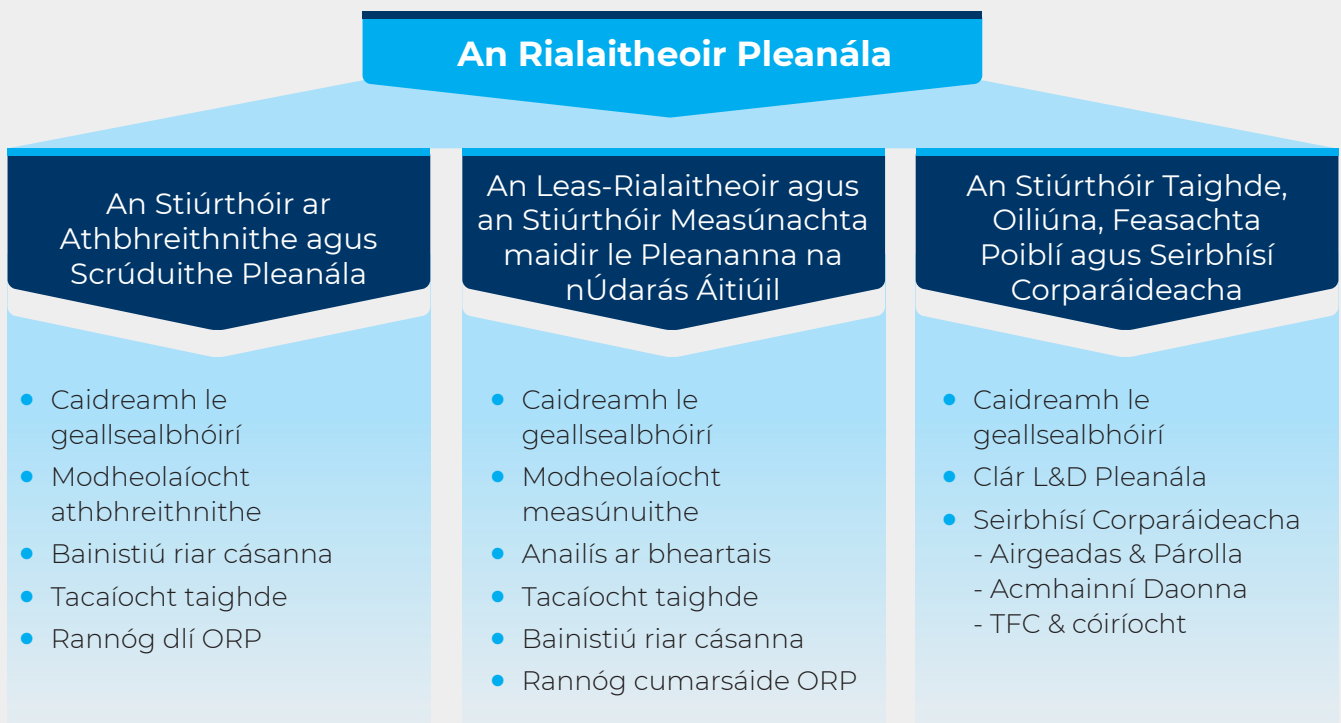 An Rialaitheoir Pleanála
An Stiúrthóir ar
Athbhreithnithe agus
Scrúduithe Pleanála
• Caidreamh le
geallsealbhóirí
• Modheolaíocht
athbhreithnithe
• Bainistiú riar cásanna
• Tacaíocht taighde
• Rannóg dlí ORP
An Leas-Rialaitheoir agus
an Stiúrthóir Measúnachta
maidir le Pleananna na
nÚdarás Áitiúil
• Caidreamh le
geallsealbhóirí
• Modheolaíocht
measúnuithe
• Anailís ar bheartais
• Tacaíocht taighde
• Bainistiú riar cásanna
• Rannóg cumarsáide ORP
An Stiúrthóir Taighde,
Oiliúna, Feasachta
Poiblí agus Seirbhísí
Corparáideacha
• Caidreamh le
geallsealbhóirí
• Clár L&D Pleanála
• Seirbhísí Corparáideacha
- Airgeadas & Párolla
- Acmhainní Daonna
- TFC & cóiríocht